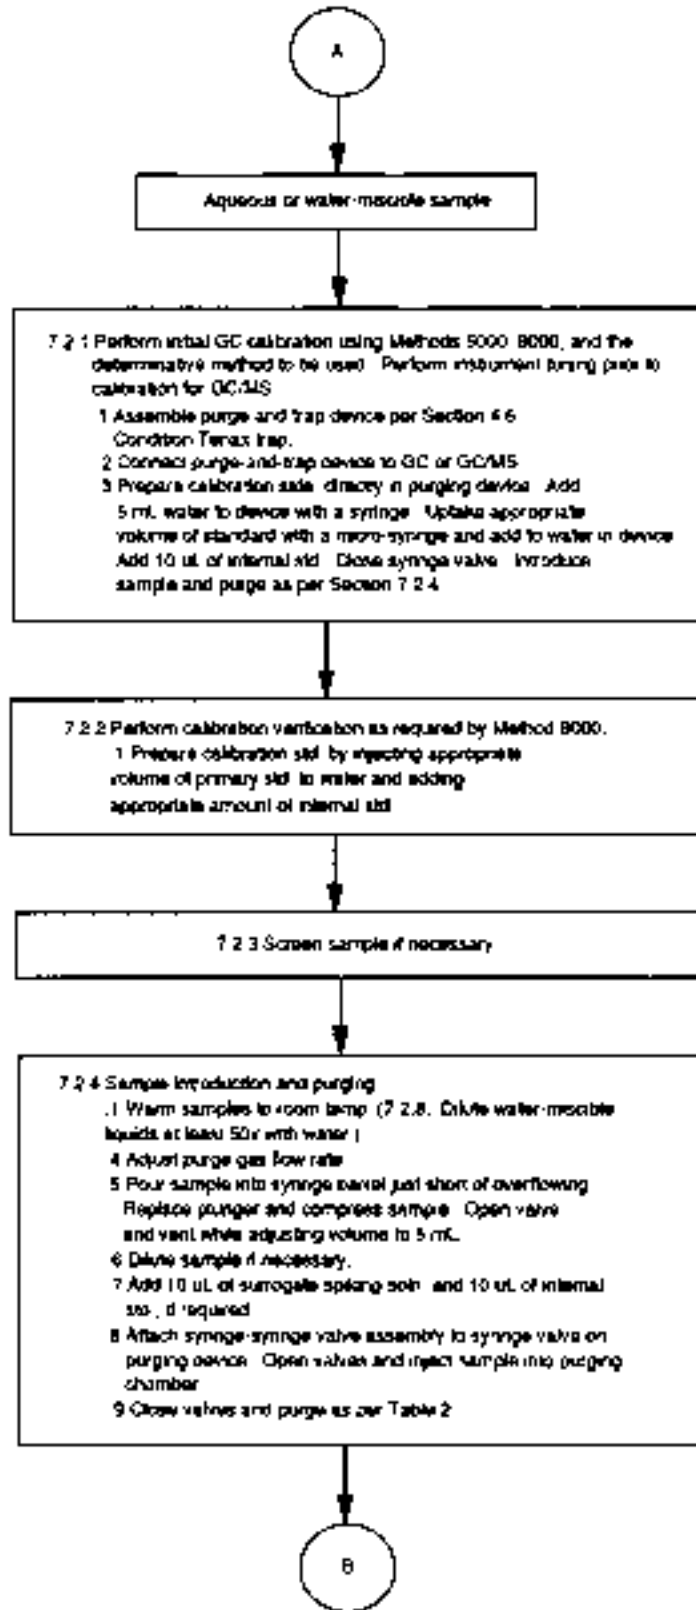 A
Aqueous or water-miscible sample
7.2.1 Perform initial GC calibration using Methods 5000, 8000, and the
determinative method to be used. Perform instrument tuning prior to
calibration for GC/MS
1 Assemble purge and trap device per Section 4.6
Condition Tenax trap.
2 Connect purge-and-trap device to GC or GC/MS
3 Prepare calibration stds. directly in purging device. Add
5 mL water to device with a syringe. Uptake appropriate
volume of standard with a micro-syringe and add to water in device
Add 10 uL of internal std. Close syringe valve. Introduce
sample and purge as per Section 7.2.4
7.2.2 Perform calibration verification as required by Method 8000.
1 Prepare calibration std. by injecting appropriate
volume of primary std. to water and adding
appropriate amount of internal std
7.2.3 Screen sample if necessary
7.2.4 Sample introduction and purging
.1 Warm samples to room temp. (7.2.8. Dilute water-miscible
liquids at least 50x with water.)
4 Adjust purge gas flow rate
5 Pour sample into syringe barrel just short of overflowing
Replace plunger and compress sample. Open valve
and vent while adjusting volume to 5 mL.
6 Dilute sample if necessary.
7 Add 10 uL of surrogate spiking soln. and 10 uL of internal
std., if required
8 Attach syringe-syringe valve assembly to syringe valve on
purging device. Open valves and inject sample into purging
chamber
9 Close valves and purge as per Table 2
B